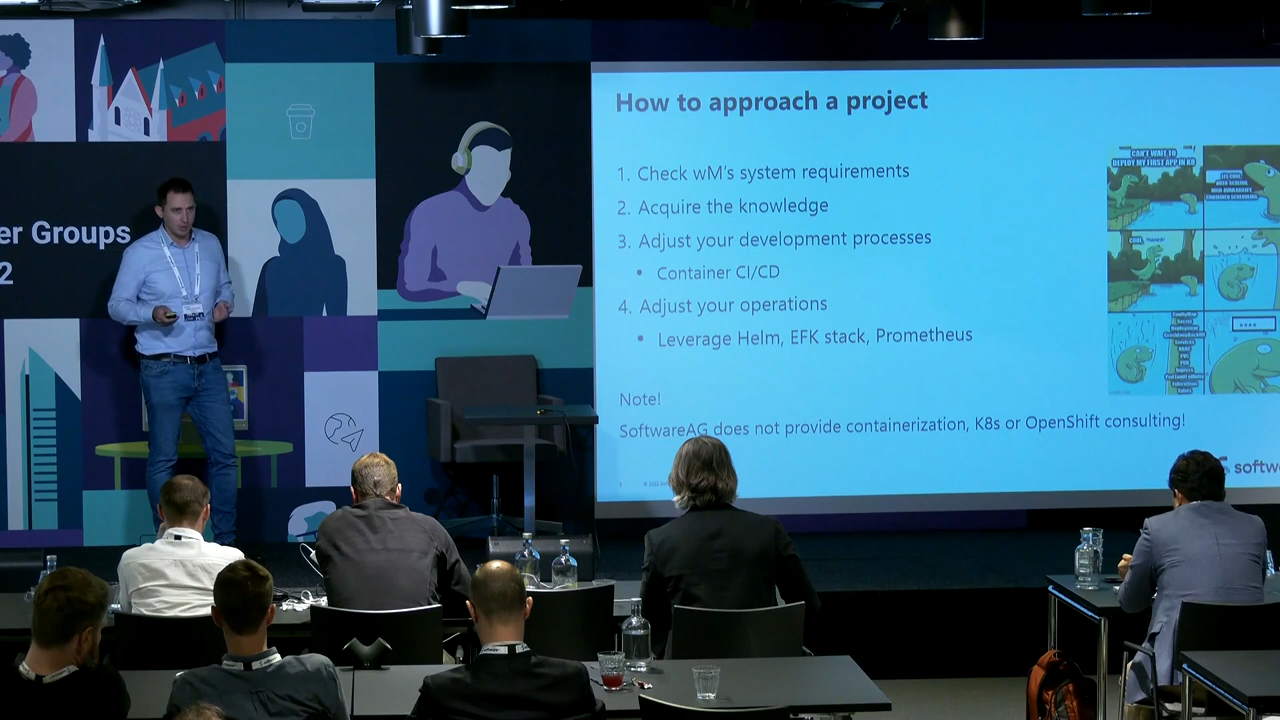 er Groups
2
How to approach a project
1. Check wM's system requirements
2. Acquire the knowledge
3. Adjust your development processes
• Container CI/CD
4. Adjust your operations
• Leverage Helm, EFK stack, Prometheus
Note!
SoftwareAG does not provide containerization, K8s or OpenShift consulting!
softw
CAN'T WAIT TO
DEPLOY MY FIRST APP IN K8